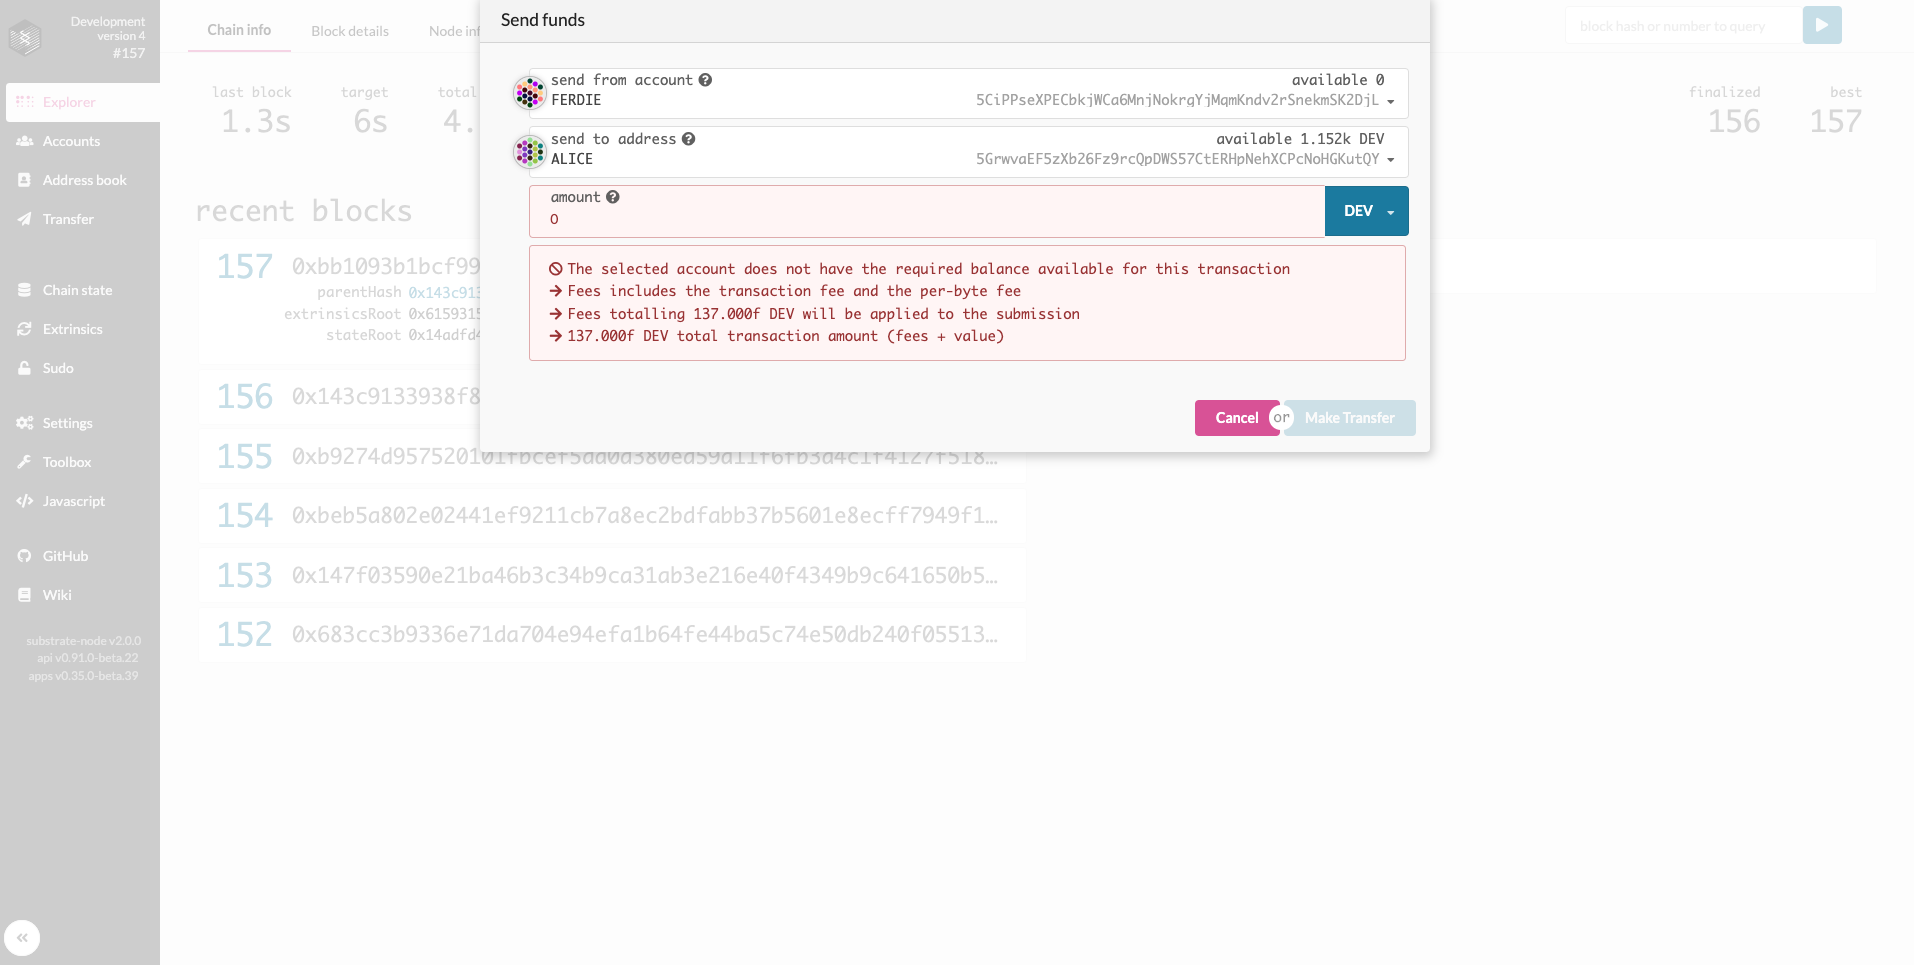 Development
version 4
#157
Explorer
Accounts
Address book
Transfer
Chain state
Extrinsics
Sudo
Settings
Toolbox
Javascript
GitHub
Wiki
substrate-node v2.0.0
api v0.91.0-beta.22
apps v0.35.0-beta.39
Chain info
Block details
Node inf
block hash or number to query
last block
1.3s
target
6s
total
4.
finalized
156
best
157
recent blocks
157 0xbb1093b1bcf99
parentHash 0x143c913
extrinsicsRoot 0x6159315
stateRoot 0x14adfd4
156 0x143c9133938f8
155 0xb9274d957520101fbcef5dd0d380ed59a11f6fb3d4c1f4127f518…
154 0xbeb5a802e02441ef9211cb7a8ec2bdfabb37b5601e8ecff7949f1…
153 0x147f03590e21ba46b3c34b9ca31ab3e216e40f4349b9c641650b5…
152 0x683cc3b9336e71da704e94efa1b64fe44ba5c74e50db240f05513…
Send funds
send from account
available 0
FERDIE
5CiPPseXPECbkjWCa6MnjNokrgYjMqmKndv2rSnekmSK2DjL
send to address
available 1.152k DEV
ALICE
5GrwvaEF5zXb26Fz9rcQpDWS57CtERHpNehXCPcNoHGKutQY
amount
0
DEV
The selected account does not have the required balance available for this transaction
Fees includes the transaction fee and the per-byte fee
Fees totalling 137.000f DEV will be applied to the submission
137.000f DEV total transaction amount (fees + value)
Cancel
or
Make Transfer